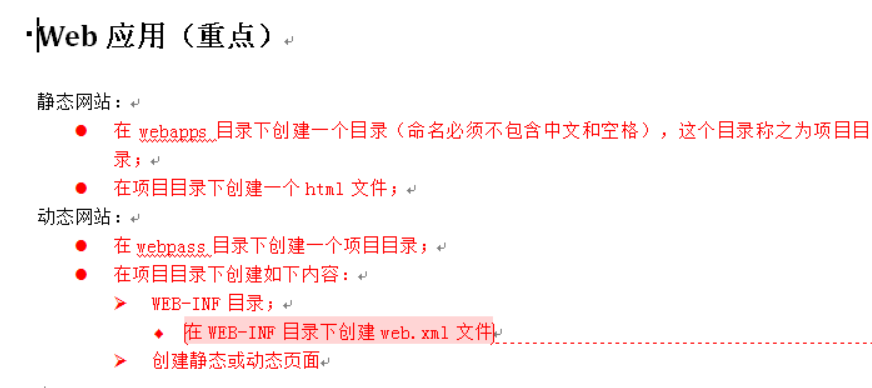 Web 应用（重点）
静态网站：
在 webapps 目录下创建一个目录（命名必须不包含中文和空格），这个目录称之为项目目
录；
在项目目录下创建一个 html 文件；
动态网站：
在 webpass 目录下创建一个项目目录；
在项目目录下创建如下内容：
WEB-INF 目录；
在 WEB-INF 目录下创建 web.xml 文件
创建静态或动态页面